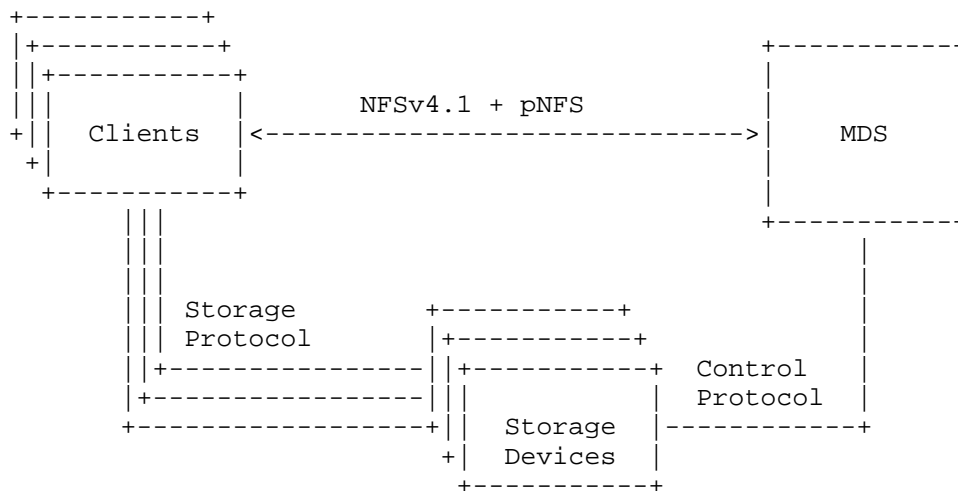 NFSv4.1 + pNFS
Clients
MDS
Storage
Protocol
Control
Protocol
Storage
Devices